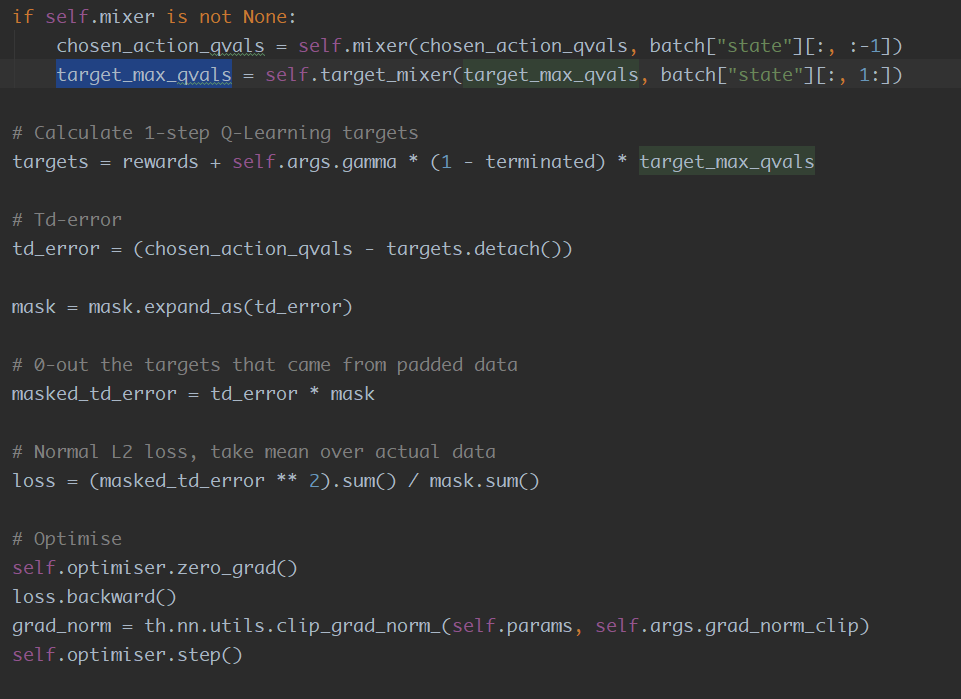 if self.mixer is not None:
    chosen_action_qvals = self.mixer(chosen_action_qvals, batch["state"][:, :-1])
    target_max_qvals = self.target_mixer(target_max_qvals, batch["state"][:, 1:])
# Calculate 1-step Q-Learning targets
targets = rewards + self.args.gamma * (1 - terminated) * target_max_qvals
# Td-error
td_error = (chosen_action_qvals - targets.detach())
mask = mask.expand_as(td_error)
# 0-out the targets that came from padded data
masked_td_error = td_error * mask
# Normal L2 loss, take mean over actual data
loss = (masked_td_error ** 2).sum() / mask.sum()
# Optimise
self.optimiser.zero_grad()
loss.backward()
grad_norm = th.nn.utils.clip_grad_norm_(self.params, self.args.grad_norm_clip)
self.optimiser.step()